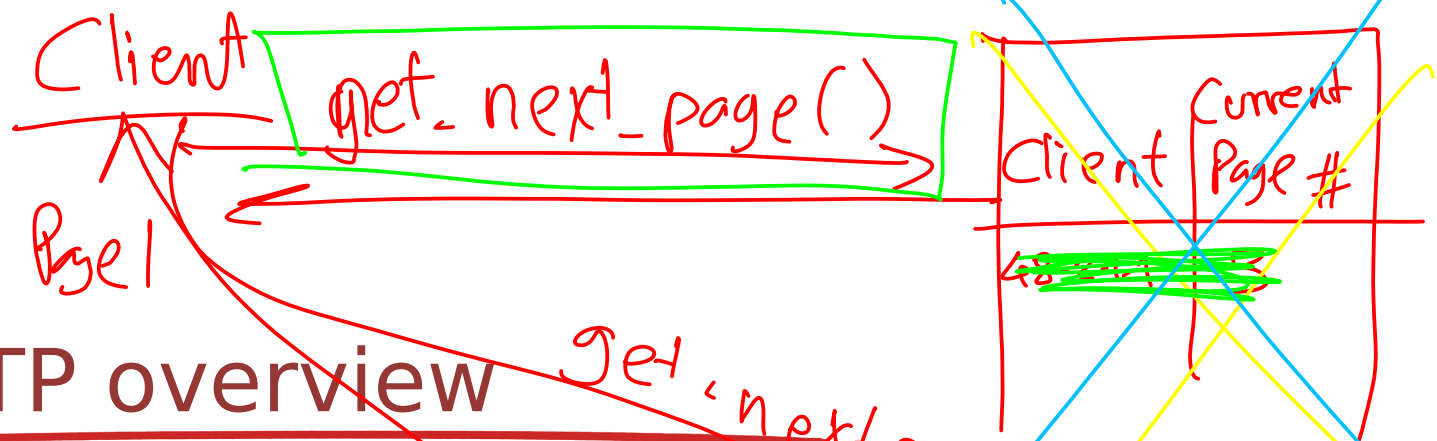 Client
get_next_page()
Current
Client Page #
Page 1
TP overview
get_next